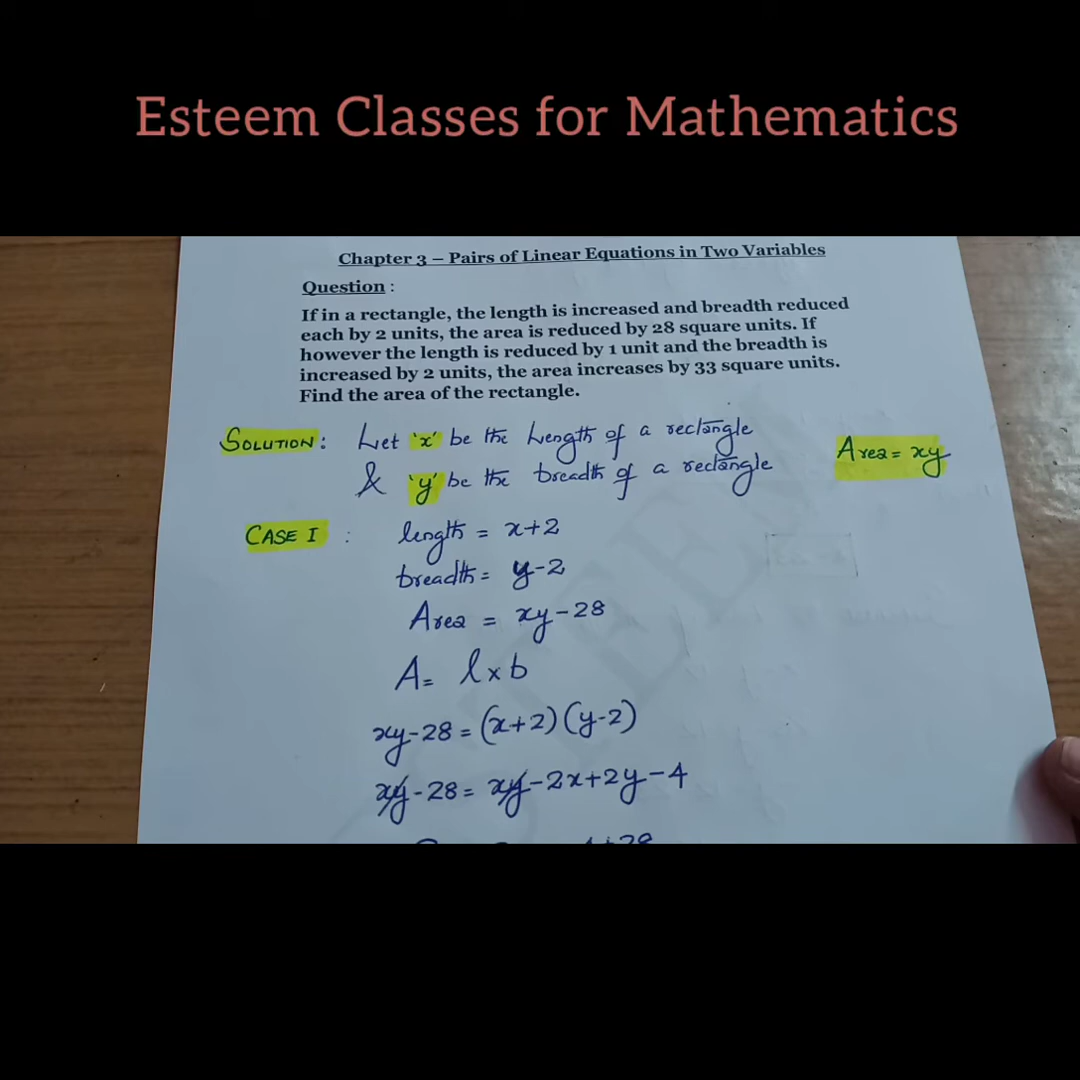 Esteem Classes for Mathematics
Chapter 3 – Pairs of Linear Equations in Two Variables
Question :
If in a rectangle, the length is increased and breadth reduced
each by 2 units, the area is reduced by 28 square units. If
however the length is reduced by 1 unit and the breadth is
increased by 2 units, the area increases by 33 square units.
Find the area of the rectangle.
SOLUTION: Let 'x' be the Length of a rectangle
& 'y' be the breadth of a rectangle
Area = xy
CASE I : length = x+2
breadth = y-2
Area = xy-28
A= l×b
xy-28 = (x+2)(y-2)
xy-28 = xy-2x+2y-4